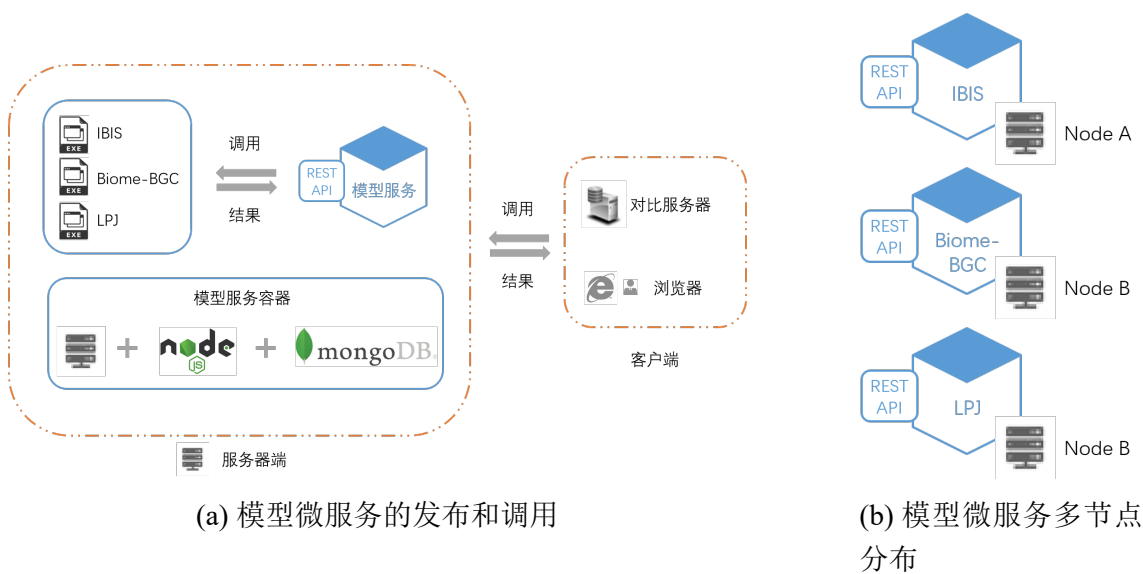 IBIS
EXE
Biome-BGC
EXE
LPJ
EXE
调用
结果
REST
API
模型服务
模型服务容器
node
JS
mongoDB.
服务器端
调用
结果
对比服务器
浏览器
客户端
(a) 模型微服务的发布和调用
REST
API
IBIS
Node A
REST
API
Biome-
BGC
Node B
REST
API
LPJ
Node B
(b) 模型微服务多节点
分布